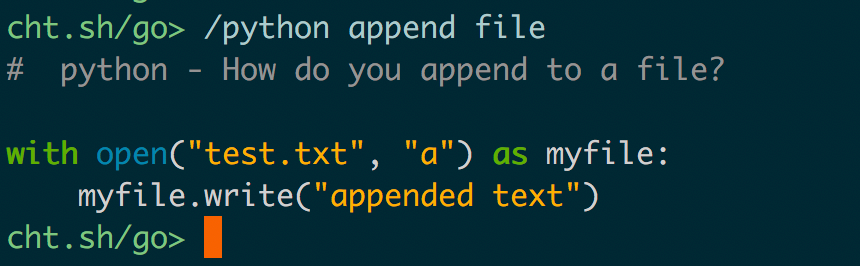 cht.sh/go> /python append file
#  python - How do you append to a file?
with open("test.txt", "a") as myfile:
    myfile.write("appended text")
cht.sh/go>